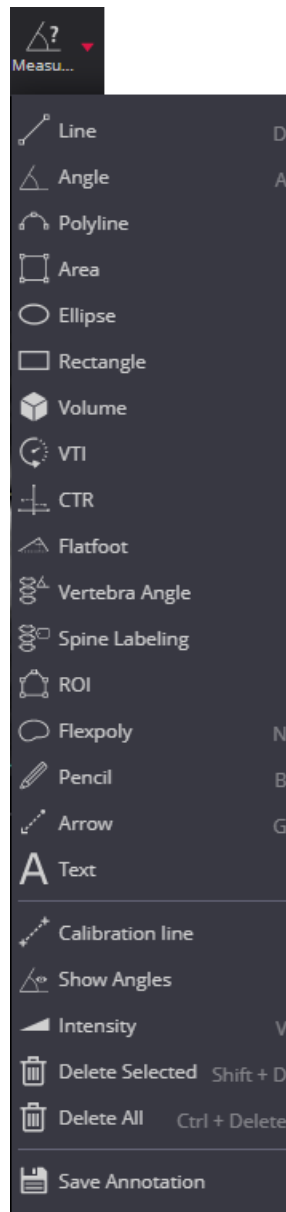 ?
Measu...
Line D
Angle A
Polyline
Area
Ellipse
Rectangle
Volume
VTI
CTR
Flatfoot
Vertebra Angle
Spine Labeling
ROI
Flexpoly N
Pencil B
Arrow G
A Text
Calibration line
Show Angles
Intensity V
Delete Selected Shift + D
Delete All Ctrl + Delete
Save Annotation